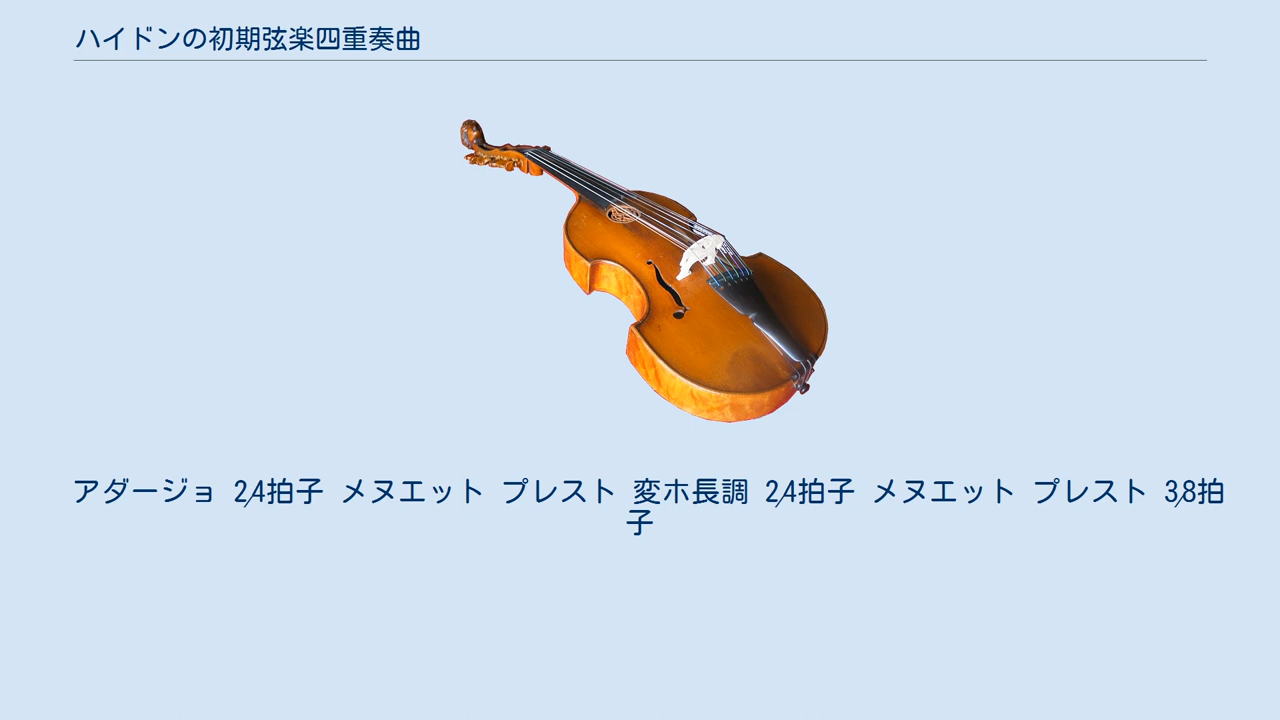 ハイドンの初期弦楽四重奏曲
アダージョ 2/4拍子 メヌエット プレスト 変ホ長調 2/4拍子 メヌエット プレスト 3/8拍
子